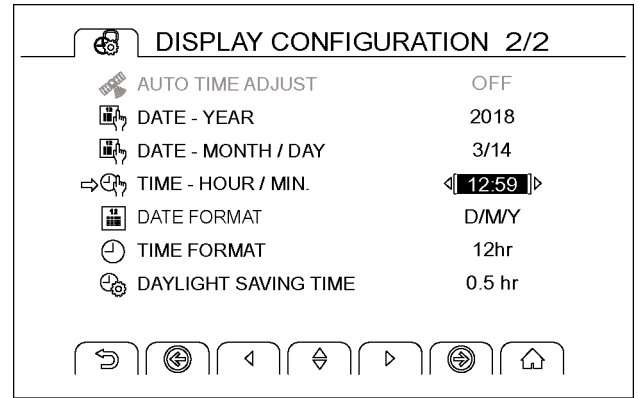 DISPLAY CONFIGURATION 2/2
AUTO TIME ADJUST OFF
DATE - YEAR 2018
DATE - MONTH / DAY 3/14
TIME - HOUR / MIN. [ 12:59 ]
DATE FORMAT D/M/Y
TIME FORMAT 12hr
DAYLIGHT SAVING TIME 0.5 hr